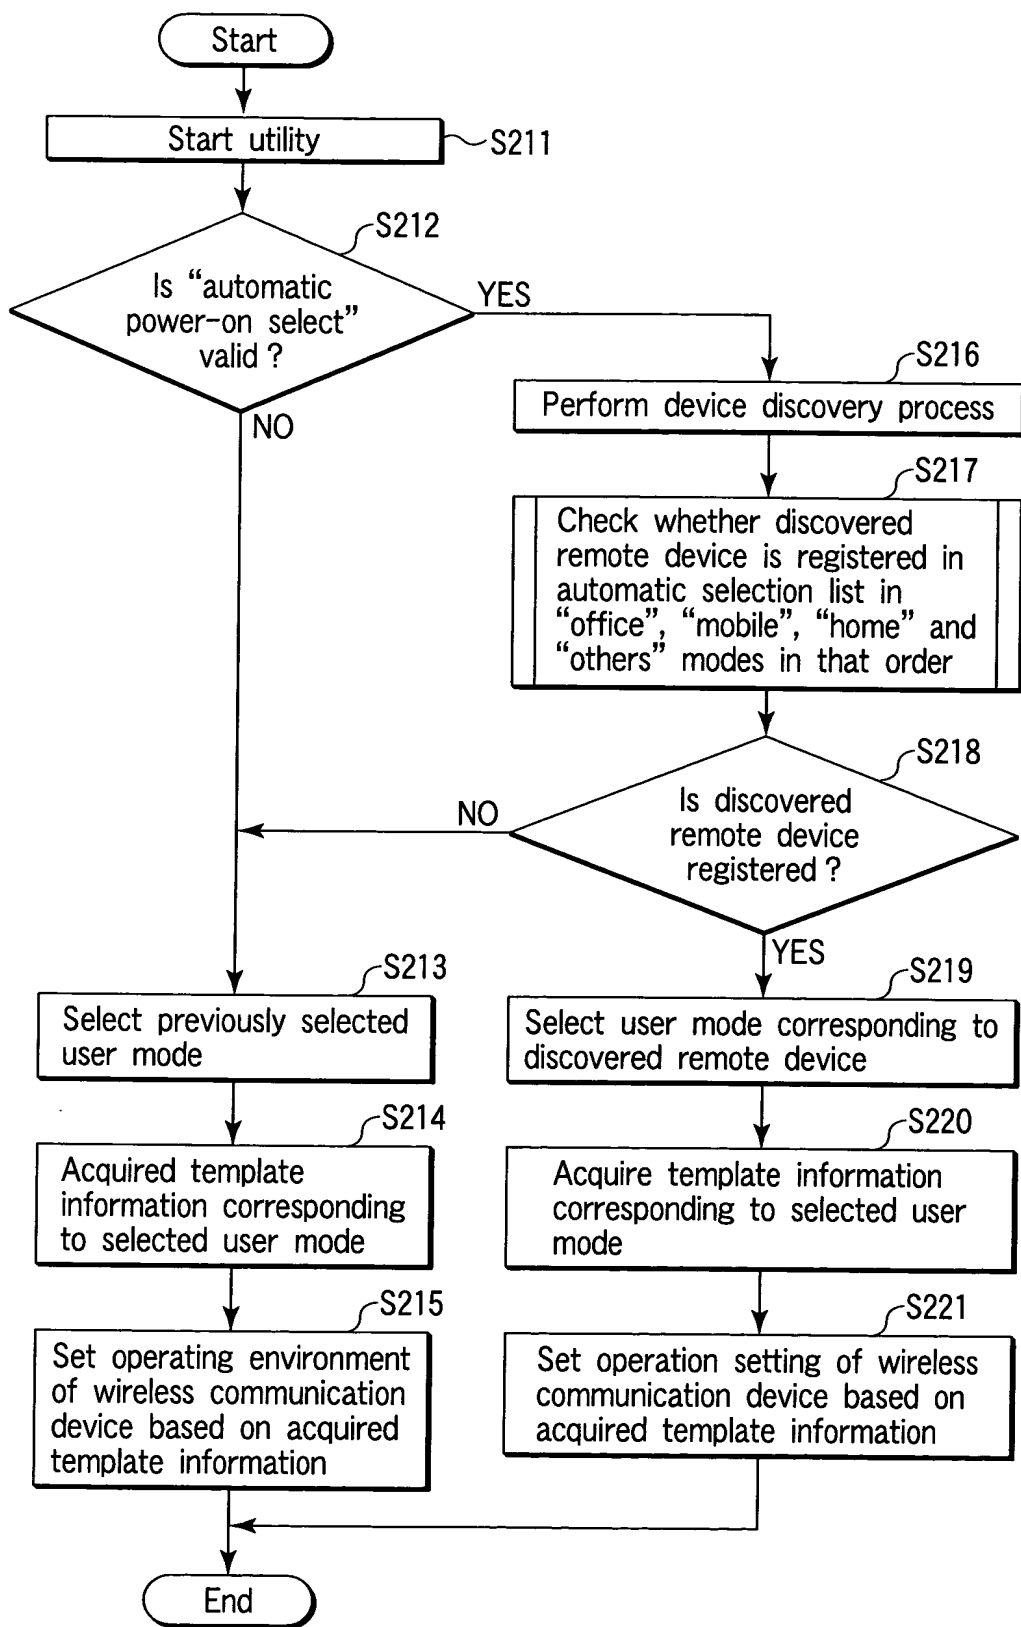 Start
Start utility
S211
S212
Is “automatic
power-on select”
valid ?
YES
NO
S216
Perform device discovery process
S217
Check whether discovered
remote device is registered in
automatic selection list in
“office”, “mobile”, “home” and
“others” modes in that order
S218
Is discovered
remote device
registered ?
NO
YES
S213
Select previously selected
user mode
S214
Acquired template
information corresponding
to selected user mode
S215
Set operating environment
of wireless communication
device based on acquired
template information
S219
Select user mode corresponding to
discovered remote device
S220
Acquire template information
corresponding to selected user
mode
S221
Set operation setting of wireless
communication device based on
acquired template information
End